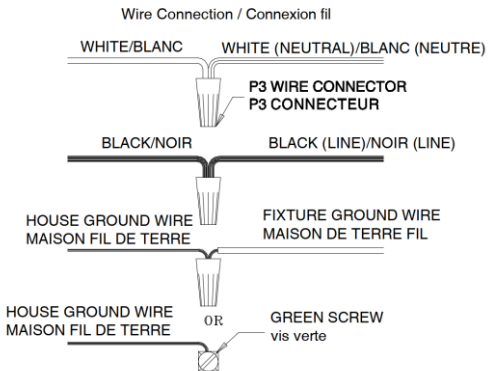 Wire Connection / Connexion fil
WHITE/BLANC
WHITE (NEUTRAL)/BLANC (NEUTRE)
P3 WIRE CONNECTOR
P3 CONNECTEUR
BLACK/NOIR
BLACK (LINE)/NOIR (LINE)
HOUSE GROUND WIRE
MAISON FIL DE TERRE
FIXTURE GROUND WIRE
MAISON DE TERRE FIL
OR
HOUSE GROUND WIRE
MAISON FIL DE TERRE
GREEN SCREW
vis verte